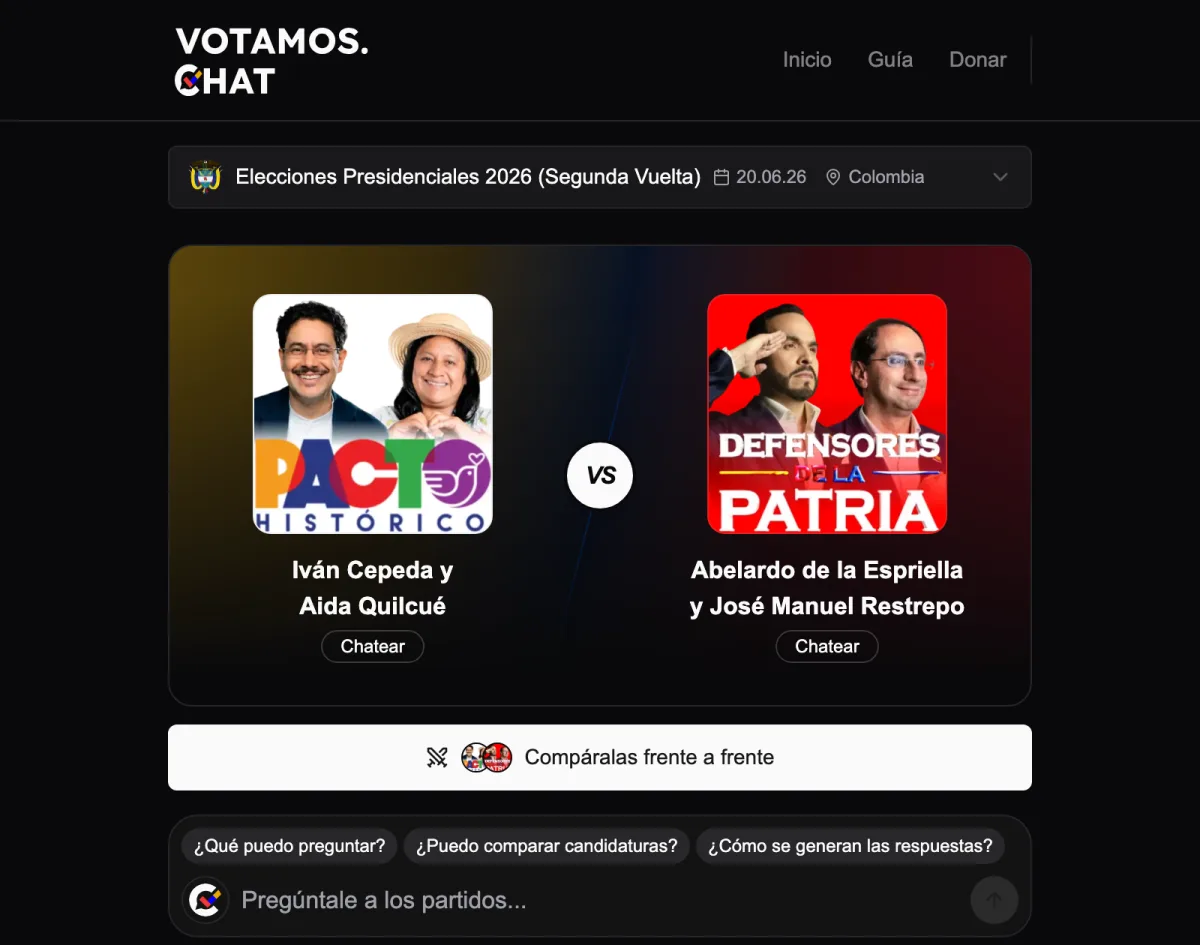 VOTAMOS.
CHAT
Inicio
Guía
Donar
Elecciones Presidenciales 2026 (Segunda Vuelta) 20.06.26 Colombia
PACTO
HISTÓRICO
DEFENSORES
DE LA
PATRIA
VS
Iván Cepeda y
Aida Quilcué
Chatear
Abelardo de la Espriella
y José Manuel Restrepo
Chatear
Compáralas frente a frente
¿Qué puedo preguntar?
¿Puedo comparar candidaturas?
¿Cómo se generan las respuestas?
Pregúntale a los partidos...